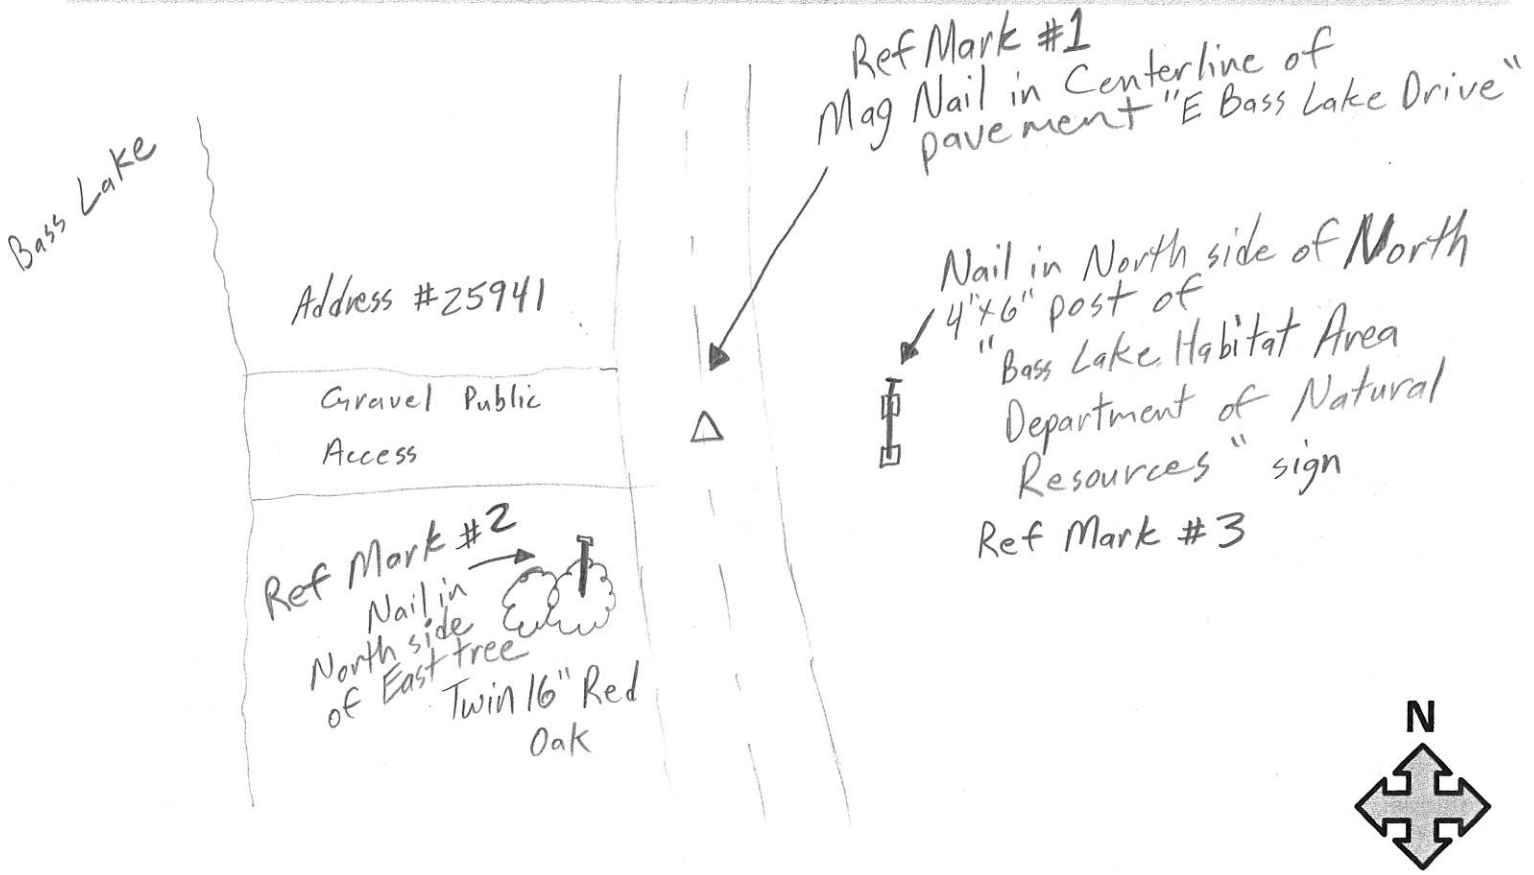 Ref Mark #1
Mag Nail in Centerline of
pavement "E Bass Lake Drive"
Bass Lake
Nail in North side of North
4"x6" post of
"Bass Lake Habitat Area
Department of Natural
Resources" sign
Ref Mark #3
Address #25941
Gravel Public
Access
Ref Mark #2
Nail in
North side
of East tree
Twin 16" Red
Oak
N